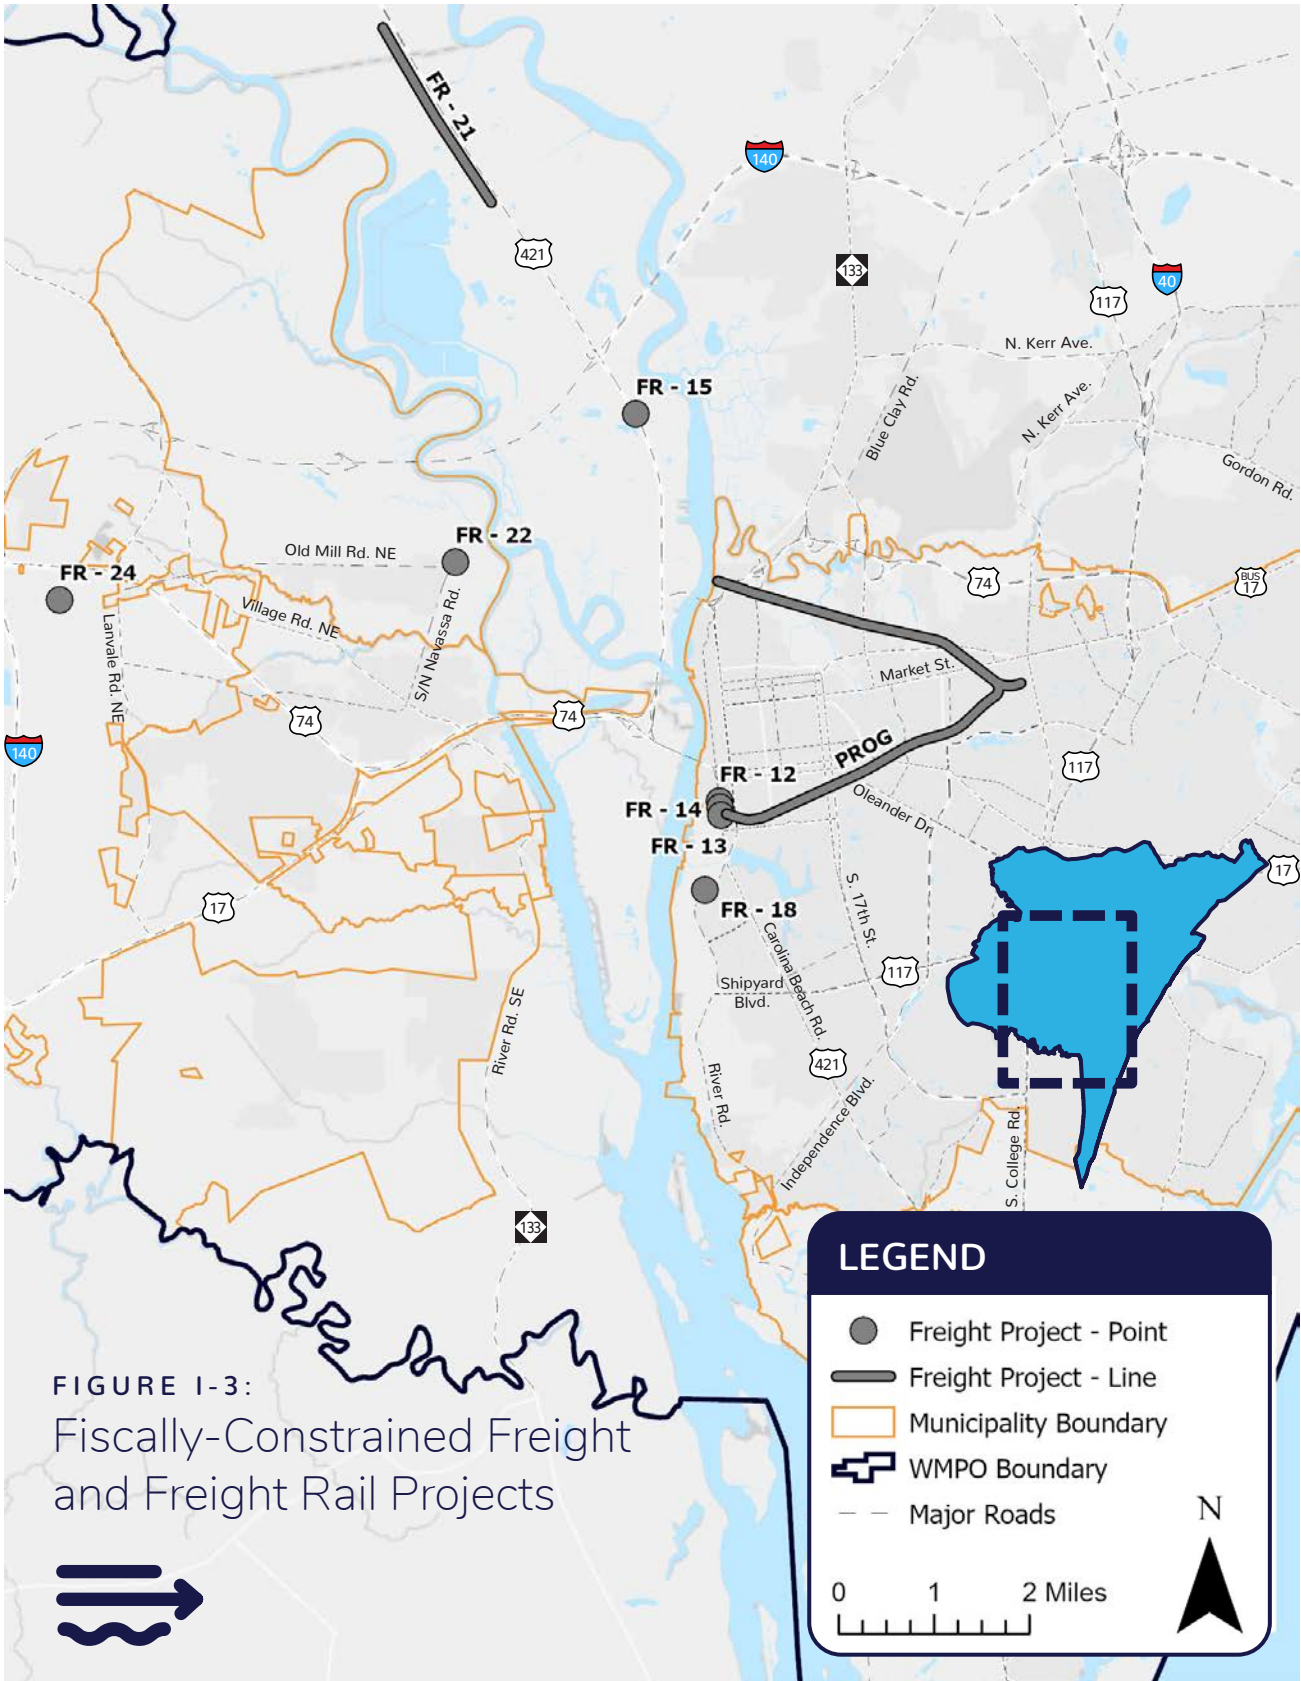 FR - 21
140
421
133
40
117
N. Kerr Ave.
FR - 15
Blue Clay Rd.
N. Kerr Ave.
Gordon Rd.
FR - 22
Old Mill Rd. NE
FR - 24
74
BUS
17
Village Rd. NE
S/N Navassa Rd.
Lanvale Rd. NE
Market St.
74
74
140
PROG
117
FR - 12
FR - 14
Oleander Dr.
FR - 13
17
FR - 18
S. 17th St.
17
Carolina Beach Rd.
117
Shipyard
Blvd.
River Rd. SE
421
River Rd.
Independence Blvd.
S. College Rd.
133
LEGEND
Freight Project - Point
Freight Project - Line
Municipality Boundary
WMPO Boundary
Major Roads
N
0 1 2 Miles
FIGURE I-3:
Fiscally-Constrained Freight
and Freight Rail Projects